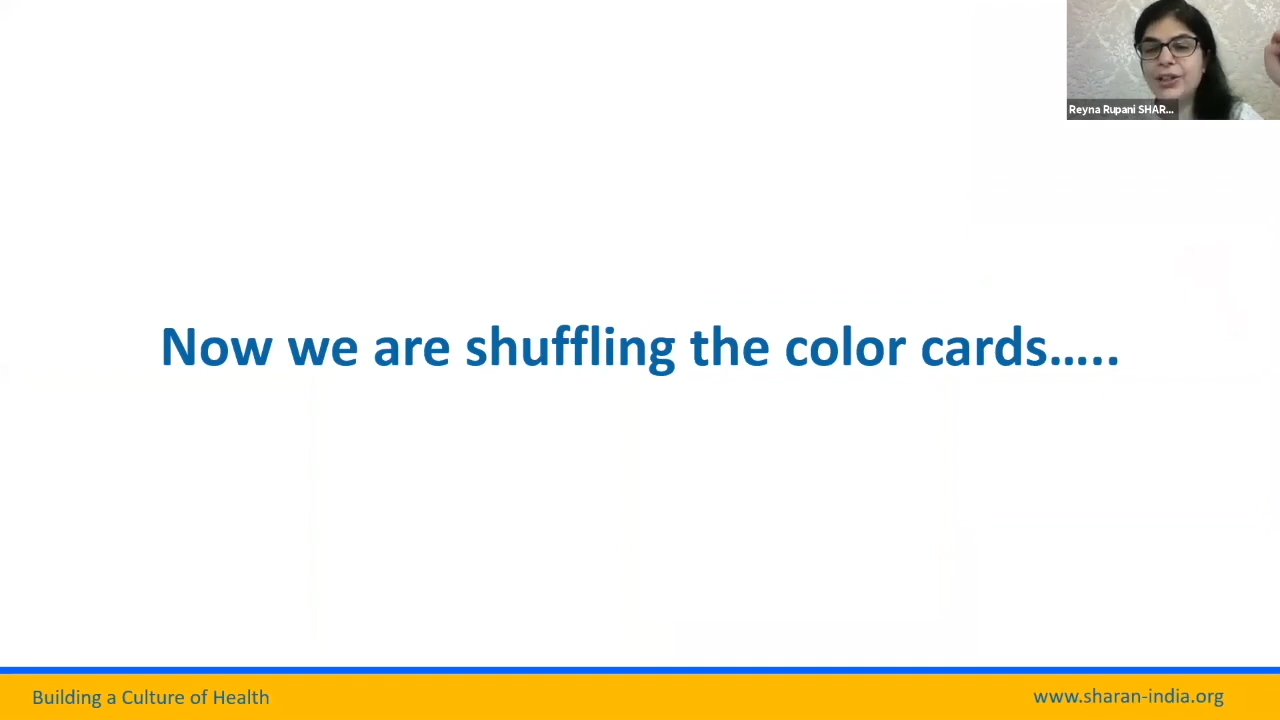 Reyna Rupani SHAR...
Now we are shuffling the color cards.....
Building a Culture of Health
www.sharan-india.org